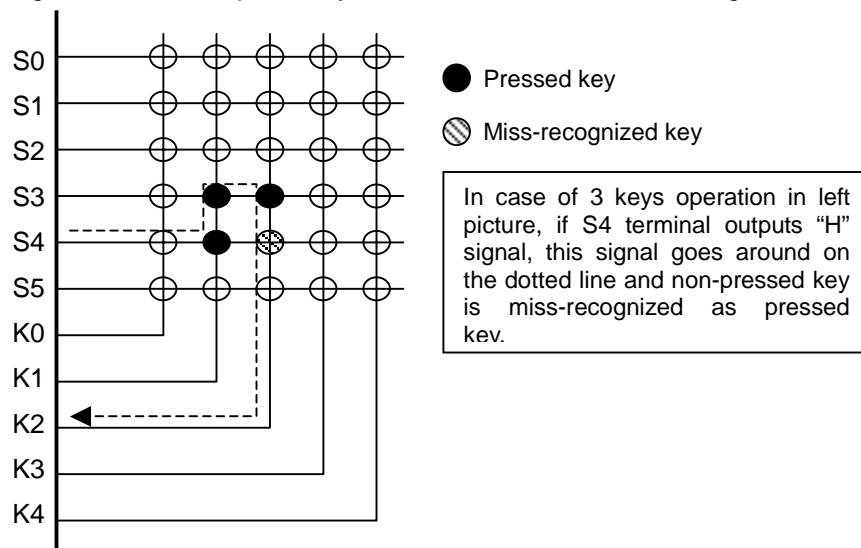 S0
S1
S2
S3
S4
S5
K0
K1
K2
K3
K4
Pressed key
Miss-recognized key
In case of 3 keys operation in left
picture, if S4 terminal outputs “H”
signal, this signal goes around on
the dotted line and non-pressed key
is miss-recognized as pressed
key.